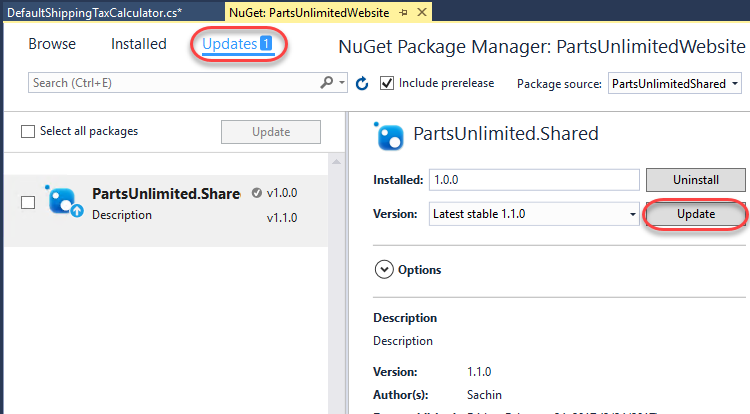 DefaultShippingTaxCalculator.cs*
NuGet: PartsUnlimitedWebsite
Browse Installed Updates 1
NuGet Package Manager: PartsUnlimitedWebsite
Search (Ctrl+E)
Include prerelease
Package source: PartsUnlimitedShared
Select all packages
Update
PartsUnlimited.Share v1.0.0
Description v1.1.0
PartsUnlimited.Shared
Installed: 1.0.0 Uninstall
Version: Latest stable 1.1.0 Update
Options
Description
Description
Version: 1.1.0
Author(s): Sachin